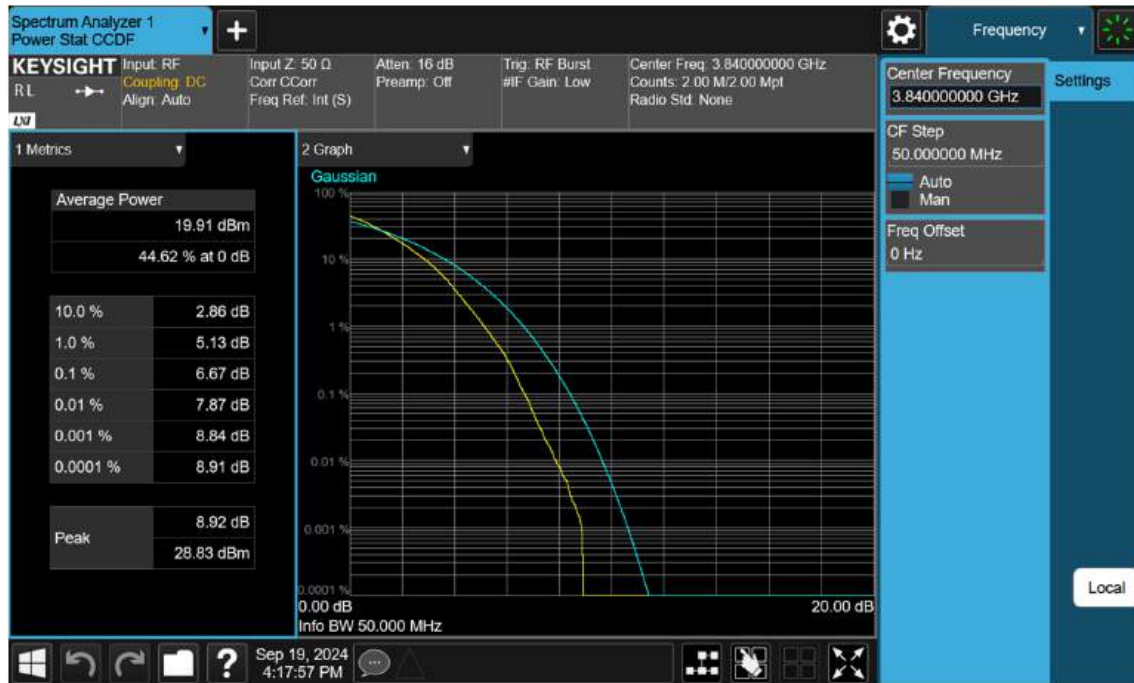 Spectrum Analyzer 1
Power Stat CCDF
+
Frequency
KEYSIGHT
RL
LXI
Input: RF
Coupling: DC
Align: Auto
Input Z: 50 Ω
Corr CCorr
Freq Ref: Int (S)
Atten: 16 dB
Preamp: Off
Trig: RF Burst
#IF Gain: Low
Center Freq: 3.840000000 GHz
Counts: 2.00 M/2.00 Mpt
Radio Std: None
Center Frequency
3.840000000 GHz
Settings
CF Step
50.000000 MHz
Auto
Man
Freq Offset
0 Hz
1 Metrics
Average Power
19.91 dBm
44.62 % at 0 dB
10.0 % 2.86 dB
1.0 % 5.13 dB
0.1 % 6.67 dB
0.01 % 7.87 dB
0.001 % 8.84 dB
0.0001 % 8.91 dB
Peak
8.92 dB
28.83 dBm
2 Graph
Gaussian
100 %
10 %
1 %
0.1 %
0.01 %
0.001 %
0.0001 %
0.00 dB 20.00 dB
Info BW 50.000 MHz
Local
?
Sep 19, 2024
4:17:57 PM